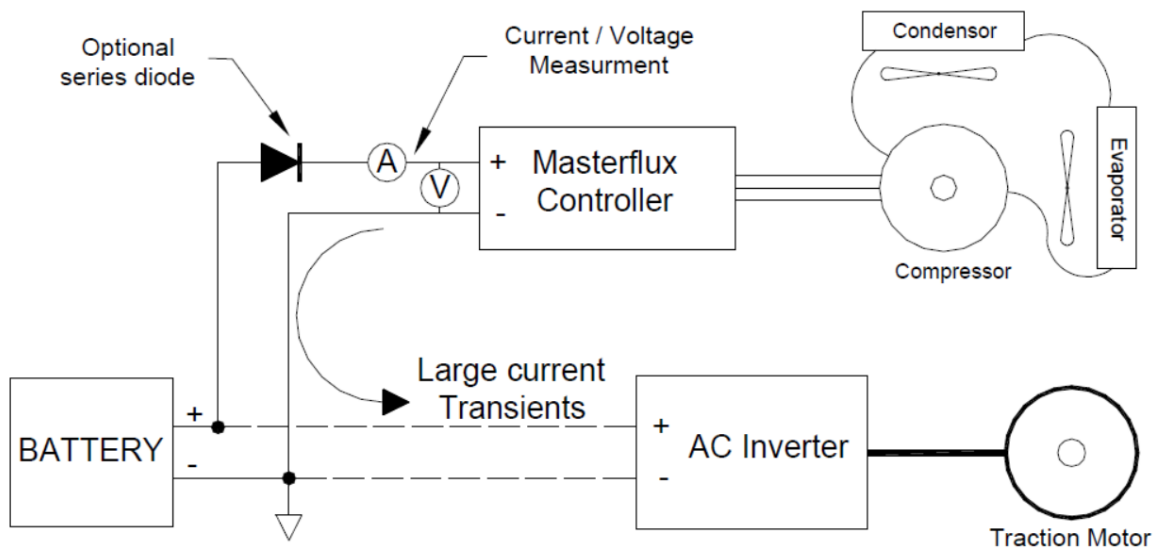 Optional
series diode
Current / Voltage
Measurment
Condensor
Evaporator
A
V
+
-
Masterflux
Controller
Compressor
Large current
Transients
BATTERY
+
-
+
-
AC Inverter
Traction Motor